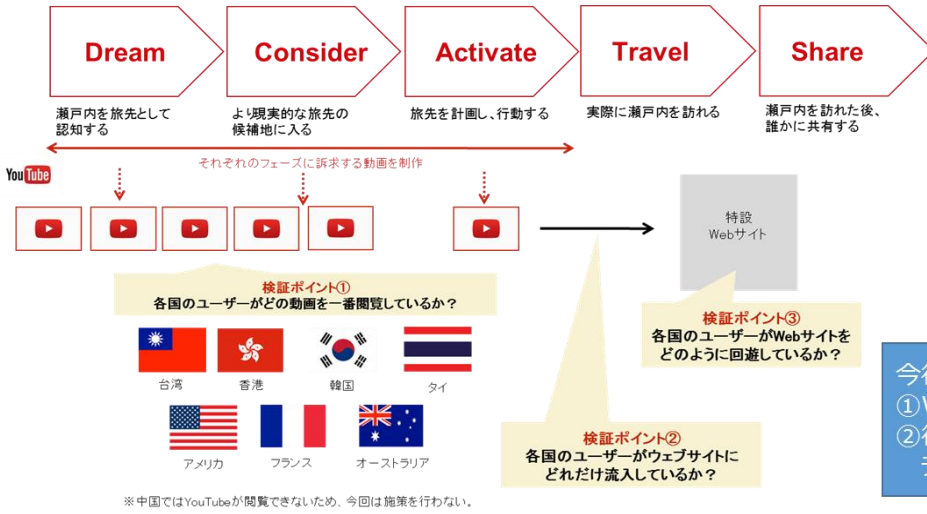 Dream
Consider
Activate
Travel
Share
瀬戸内を旅先として
認知する
より現実的な旅先の
候補地に入る
旅先を計画し、行動する
実際に瀬戸内を訪れる
瀬戸内を訪れた後、
誰かに共有する
それぞれのフェーズに訴求する動画を制作
YouTube
特設
Webサイト
検証ポイント①
各国のユーザーがどの動画を一番閲覧しているか？
検証ポイント③
各国のユーザーがWebサイトを
どのように回遊しているか？
台湾
香港
韓国
タイ
アメリカ
フランス
オーストラリア
検証ポイント②
各国のユーザーがウェブサイトに
どれだけ流入しているか？
①
②
※中国ではYouTubeが閲覧できないため、今回は施策を行わない。